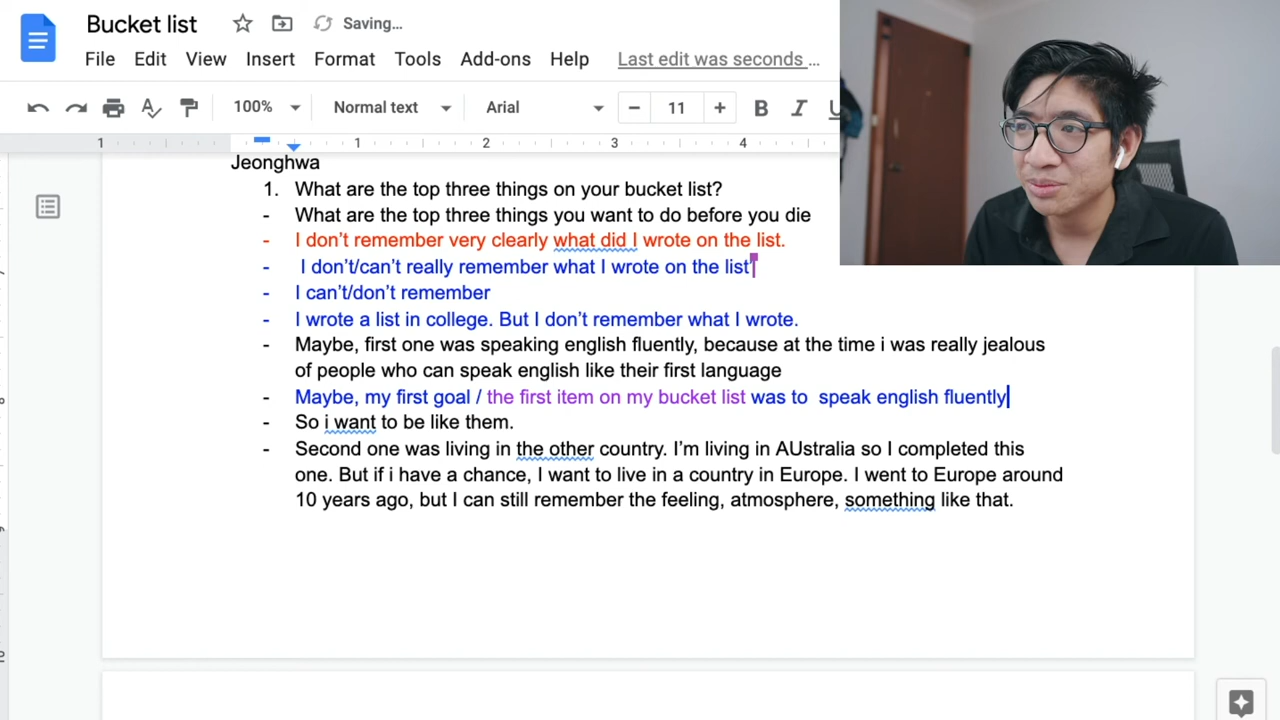 Bucket list Saving…
File Edit View Insert Format Tools Add-ons Help Last edit was seconds …
100% Normal text Arial − 11 + B I U
1 1 2 3 4
Jeonghwa
1. What are the top three things on your bucket list?
- What are the top three things you want to do before you die
- I don’t remember very clearly what did I wrote on the list.
- I don’t/can’t really remember what I wrote on the list’
- I can’t/don’t remember
- I wrote a list in college. But I don’t remember what I wrote.
- Maybe, first one was speaking english fluently, because at the time i was really jealous
of people who can speak english like their first language
- Maybe, my first goal / the first item on my bucket list was to speak english fluently
- So i want to be like them.
- Second one was living in the other country. I’m living in AUstralia so I completed this
one. But if i have a chance, I want to live in a country in Europe. I went to Europe around
10 years ago, but I can still remember the feeling, atmosphere, something like that.